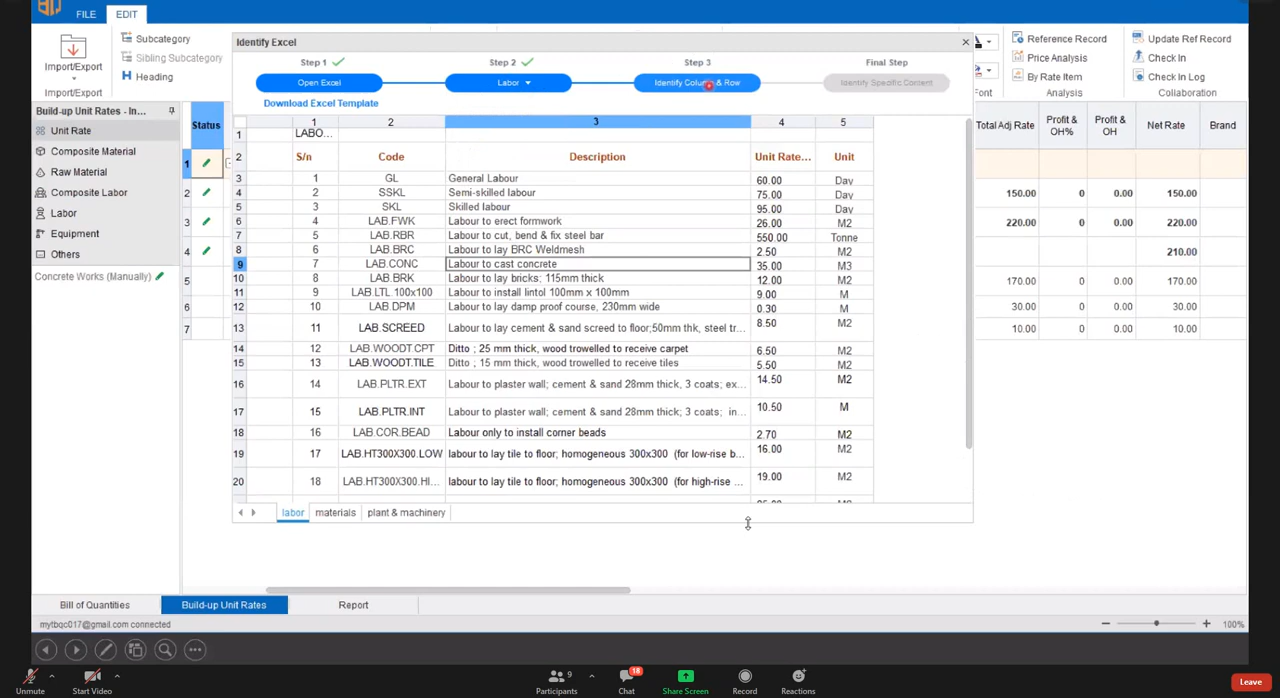 FILE EDIT
Subcategory
Sibling Subcategory
Heading
Import/Export
Import/Export
Reference Record
Price Analysis
By Rate Item
Font
Analysis
Update Ref Record
Check In
Check In Log
Collaboration
Identify Excel
Step 1 Step 2 Step 3 Final Step
Open Excel Labor Identify Column & Row Identify Specific Content
Download Excel Template
Build-up Unit Rates - In...
Unit Rate
Composite Material
Raw Material
Composite Labor
Labor
Equipment
Others
Concrete Works (Manually)
Status
1
2
3
4
5
6
7
1 2 3 4 5
1 LABO...
2 S/n Code Description Unit Rate... Unit
3 1 GL General Labour 60.00 Day
4 2 SSKL Semi-skilled labour 75.00 Day
5 3 SKL Skilled labour 95.00 Day
6 4 LAB.FWK Labour to erect formwork 26.00 M2
7 5 LAB.RBR Labour to cut, bend & fix steel bar 550.00 Tonne
8 6 LAB.BRC Labour to lay BRC Weldmesh 2.50 M2
9 7 LAB.CONC Labour to cast concrete 35.00 M3
10 8 LAB.BRK Labour to lay bricks; 115mm thick 12.00 M2
11 9 LAB.LTL 100x100 Labour to install lintol 100mm x 100mm 9.00 M
12 10 LAB.DPM Labour to lay damp proof course, 230mm wide 0.30 M
13 11 LAB.SCREED Labour to lay cement & sand screed to floor;50mm thk, steel tr... 8.50 M2
14 12 LAB.WOODT.CPT Ditto ; 25 mm thick, wood trowelled to receive carpet 6.50 M2
15 13 LAB.WOODT.TILE Ditto ; 15 mm thick, wood trowelled to receive tiles 5.50 M2
16 14 LAB.PLTR.EXT Labour to plaster wall; cement & sand 28mm thick, 3 coats; ex... 14.50 M2
17 15 LAB.PLTR.INT Labour to plaster wall; cement & sand 28mm thick; 3 coats; in... 10.50 M
18 16 LAB.COR.BEAD Labour only to install corner beads 2.70 M2
19 17 LAB.HT300X300.LOW labour to lay tile to floor; homogeneous 300x300 (for low-rise b... 16.00 M2
20 18 LAB.HT300X300.HI... labour to lay tile to floor; homogeneous 300x300 (for high-rise ... 19.00 M2
labor materials plant & machinery
Total Adj Rate Profit & OH% Profit & OH Net Rate Brand
150.00 0 0.00 150.00
220.00 0 0.00 220.00
210.00
170.00 0 0.00 170.00
30.00 0 0.00 30.00
10.00 0 0.00 10.00
Bill of Quantities Build-up Unit Rates Report
mytbqc017@gmail.com connected
100%
Unmute Start Video Participants 9 Chat 18 Share Screen Record Reactions Leave